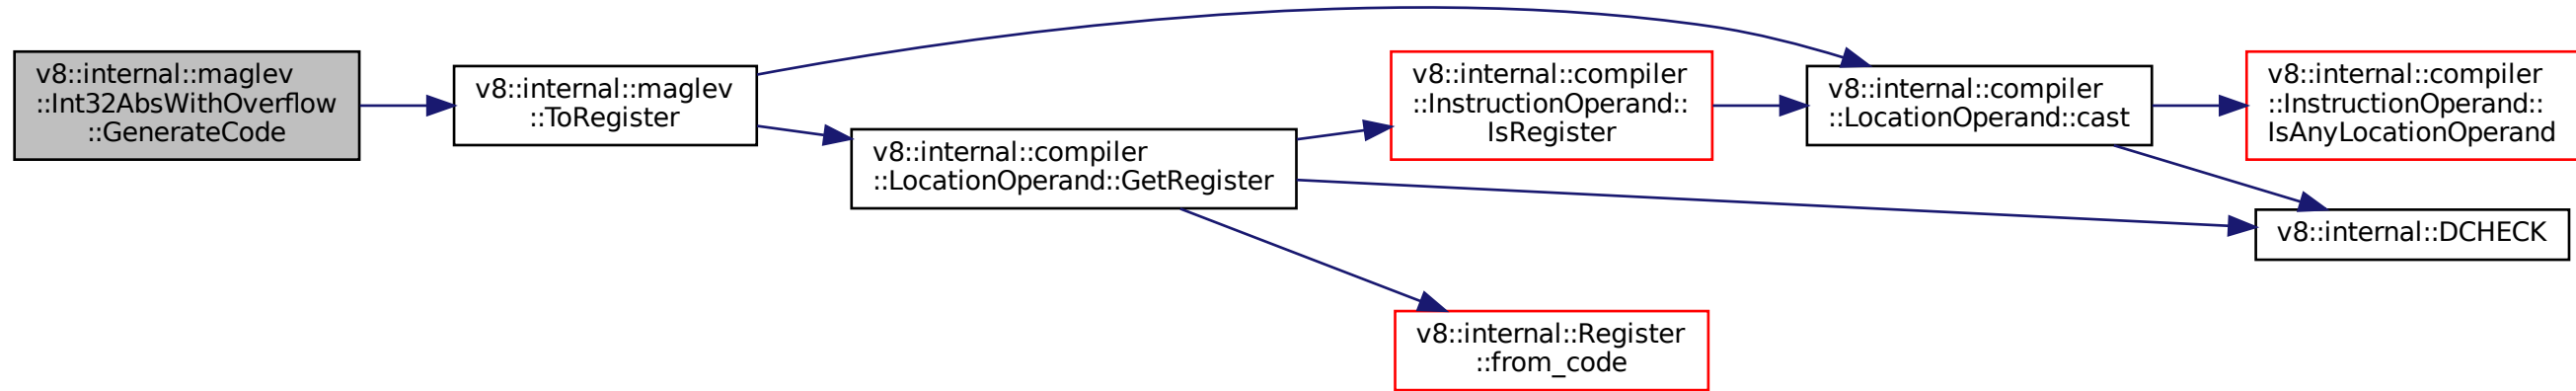 v8::internal::maglev
::Int32AbsWithOverflow
::GenerateCode
v8::internal::maglev
::ToRegister
v8::internal::compiler
::LocationOperand::GetRegister
v8::internal::compiler
::InstructionOperand::
IsRegister
v8::internal::Register
::from_code
v8::internal::compiler
::LocationOperand::cast
v8::internal::compiler
::InstructionOperand::
IsAnyLocationOperand
v8::internal::DCHECK